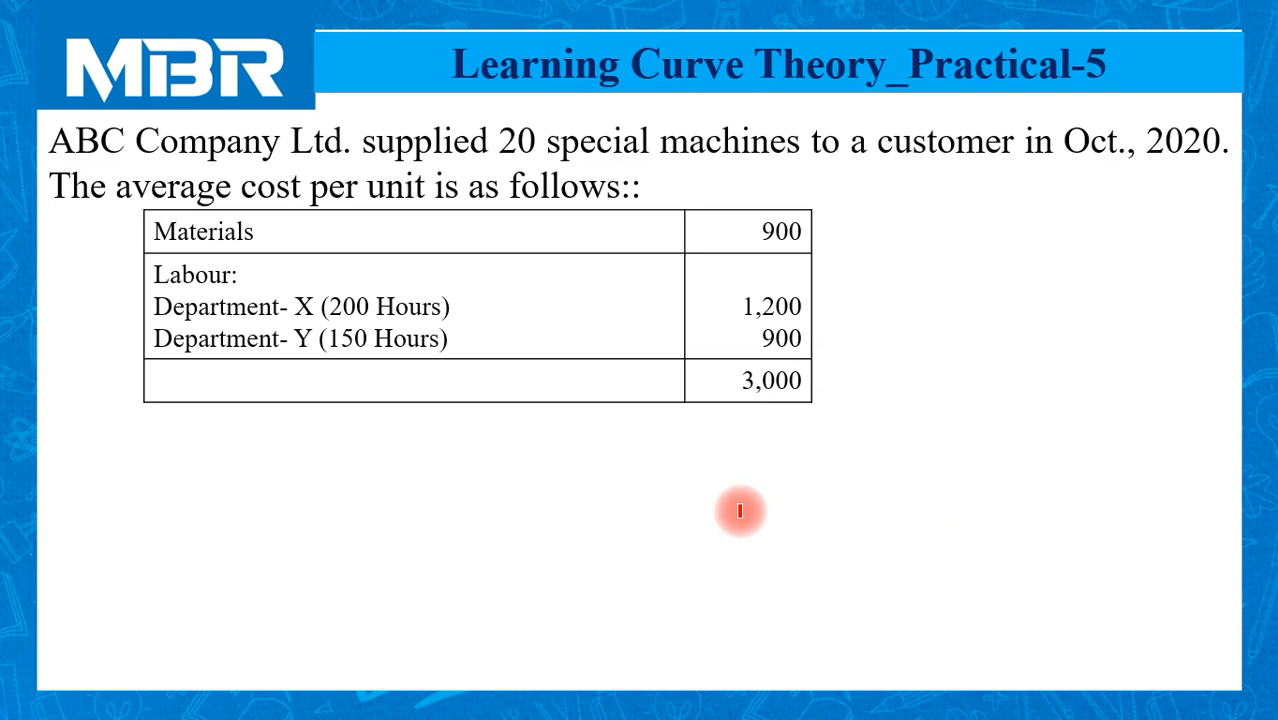 MBR
Learning Curve Theory_Practical-5
ABC Company Ltd. supplied 20 special machines to a customer in Oct., 2020.
The average cost per unit is as follows::
Materials 900
Labour:
Department- X (200 Hours) 1,200
Department- Y (150 Hours) 900
3,000